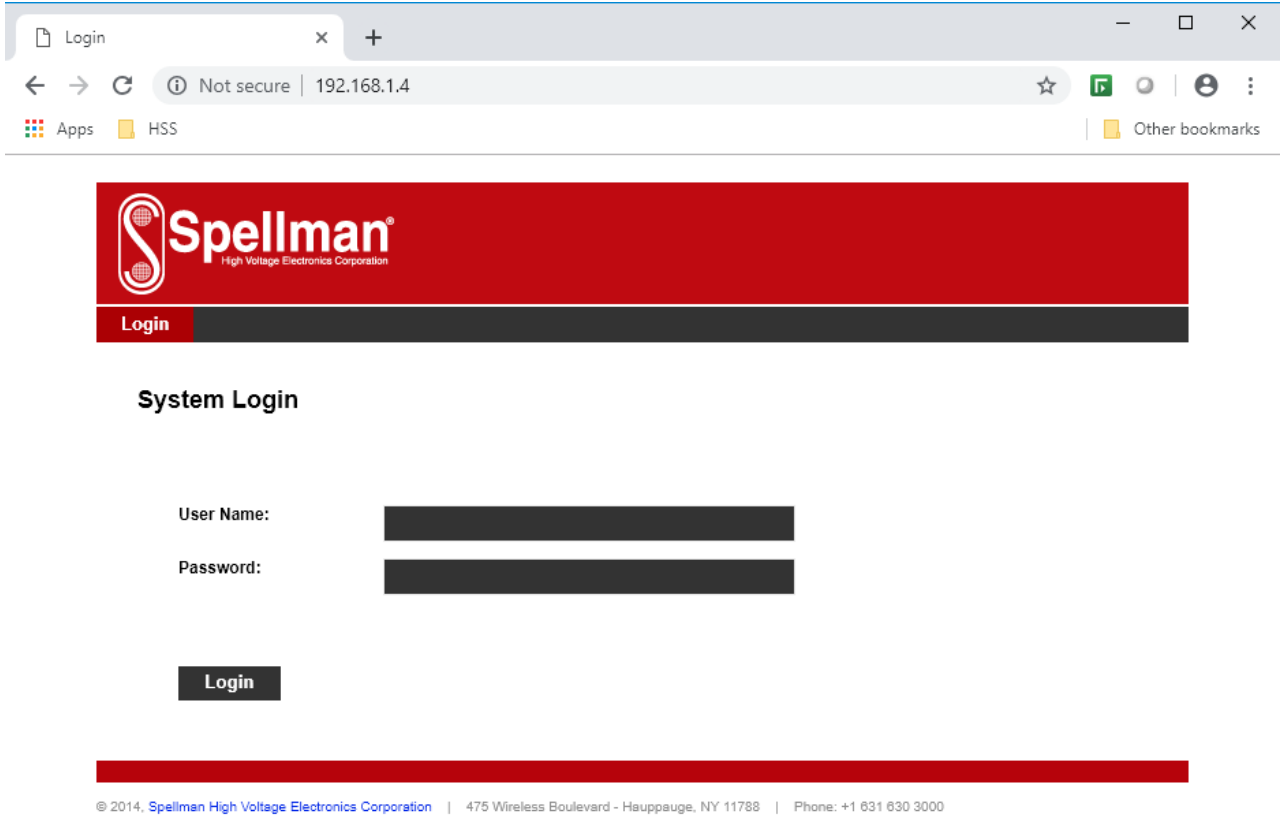 Login
Not secure | 192.168.1.4
Apps HSS Other bookmarks
Spellman®
High Voltage Electronics Corporation
Login
System Login
User Name:
Password:
Login
© 2014, Spellman High Voltage Electronics Corporation | 475 Wireless Boulevard - Hauppauge, NY 11788 | Phone: +1 631 630 3000